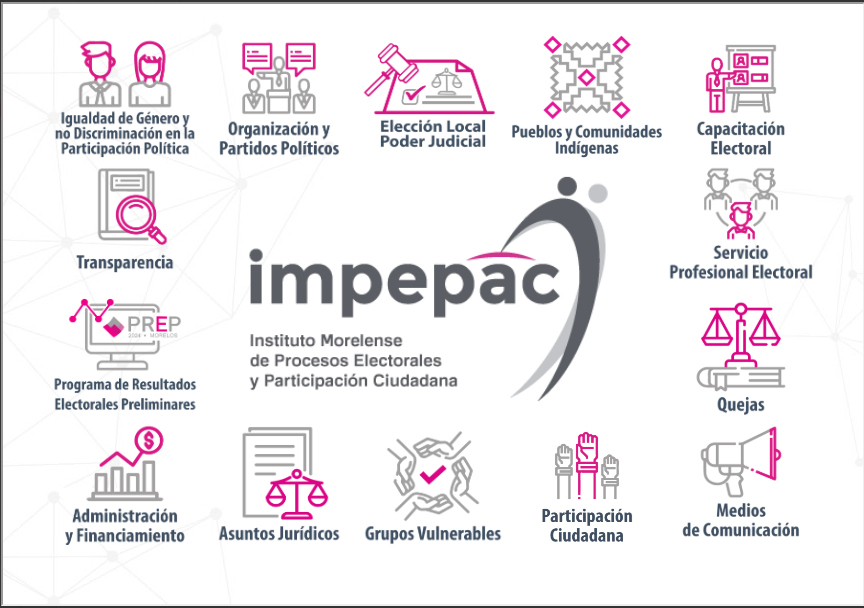 Igualdad de Género y
no Discriminación en la
Participación Política
Organización y
Partidos Políticos
Elección Local
Poder Judicial
Pueblos y Comunidades
Indígenas
Capacitación
Electoral
Transparencia
Servicio
Profesional Electoral
impepac
Instituto Morelense
de Procesos Electorales
y Participación Ciudadana
PREP
2024 • MORELOS
Programa de Resultados
Electorales Preliminares
Quejas
$
Administración
y Financiamiento
Asuntos Jurídicos
Grupos Vulnerables
Participación
Ciudadana
Medios
de Comunicación